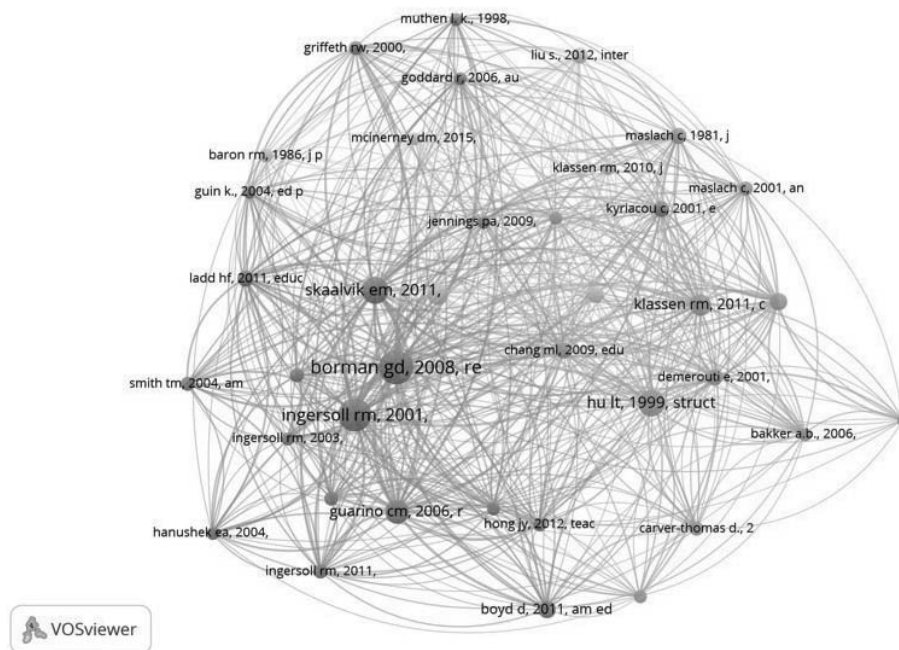 muthen l. k., 1998,
griffeth rw, 2000,
liu s., 2012, inter
goddard r, 2006, au
mcinerney dm, 2015,
maslach c, 1981, j
baron rm, 1986, j p
klassen rm, 2010, j
guin k., 2004, ed p
maslach c, 2001, an
kyriacou c, 2001, e
jennings pa, 2009,
ladd hf, 2011, educ
skaalvik em, 2011,
klassen rm, 2011, c
chang ml, 2009, edu
borman gd, 2008, re
demerouti e, 2001,
smith tm, 2004, am
hu lt, 1999, struct
ingersoll rm, 2001,
bakker a.b., 2006,
ingersoll rm, 2003,
guarino cm, 2006, r
hong jy, 2012, teac
carver-thomas d., 2
hanushek ea, 2004,
ingersoll rm, 2011,
boyd d, 2011, am ed
VOSviewer